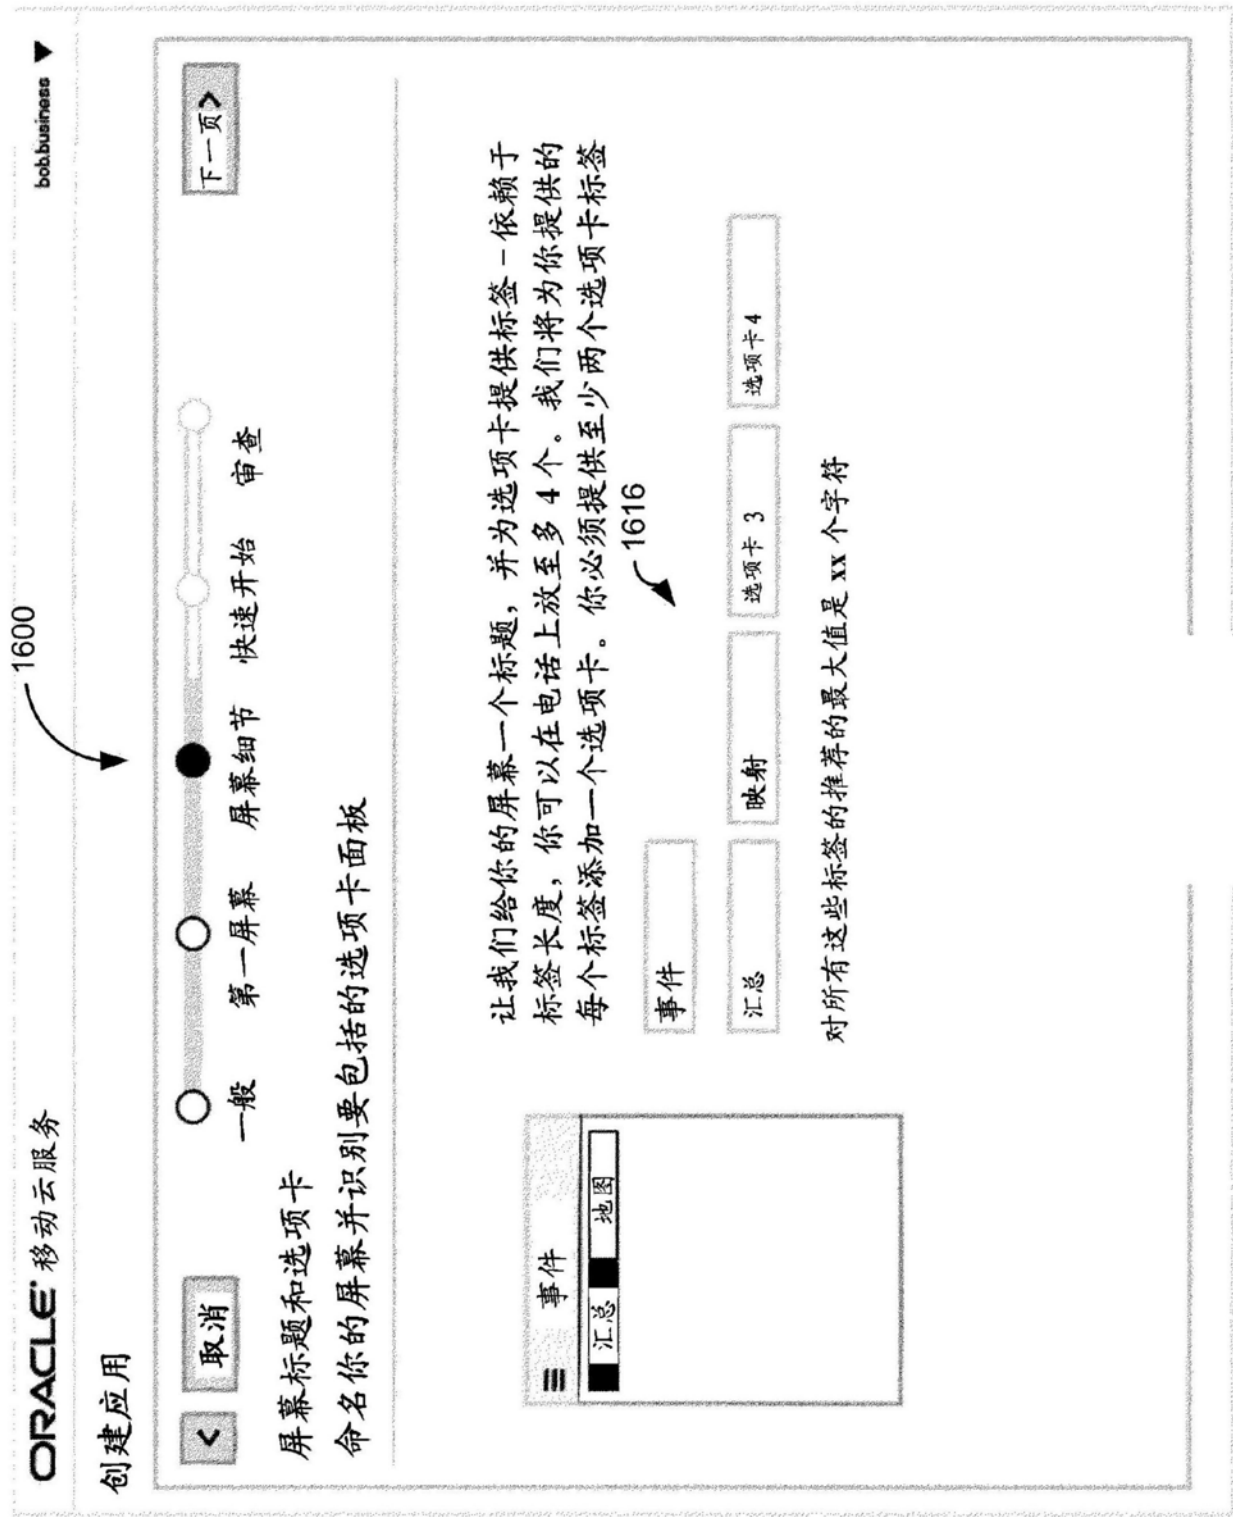 1600
ORACLE 移动云服务
bob.business
创建应用
<
取消
下一页>
一般
第一屏幕
屏幕细节
快速开始
审查
屏幕标题和选项卡
命名你的屏幕并识别要包括的选项卡面板
让我们给你的屏幕一个标题，并为选项卡提供标签－依赖于
标签长度，你可以在电话上放至多 4 个。我们将为你提供的
每个标签添加一个选项卡。你必须提供至少两个选项卡标签
1616
事件
汇总
地图
事件
汇总
映射
选项卡 3
选项卡4
对所有这些标签的推荐的最大值是 xx 个字符